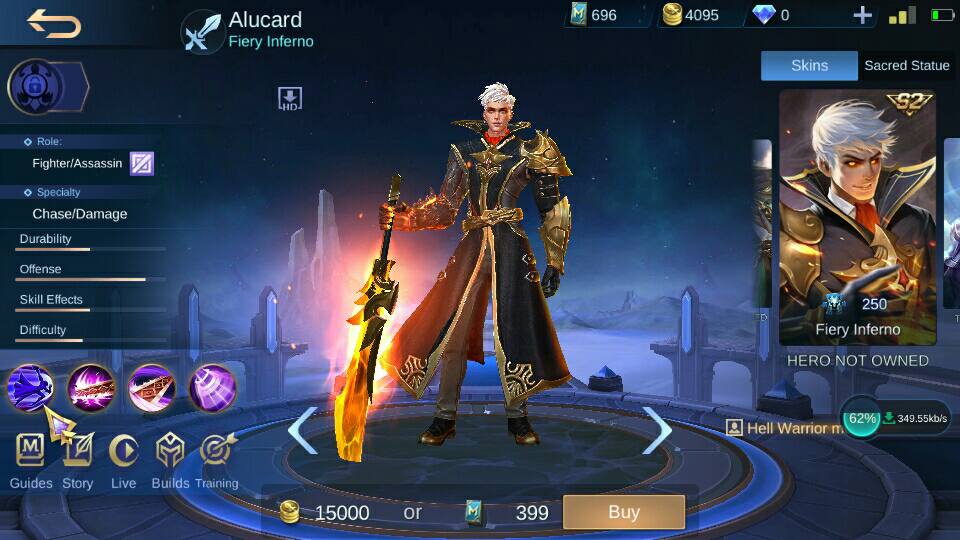 Alucard
Fiery Inferno
696
4095
0
HD
Skins
Sacred Statue
S2
Role:
Fighter/Assassin
Specialty
Chase/Damage
Durability
Offense
Skill Effects
Difficulty
250
Fiery Inferno
HERO NOT OWNED
Hell Warrior
62%
349.55kb/s
Guides
Story
Live
Builds
Training
15000 or 399
Buy